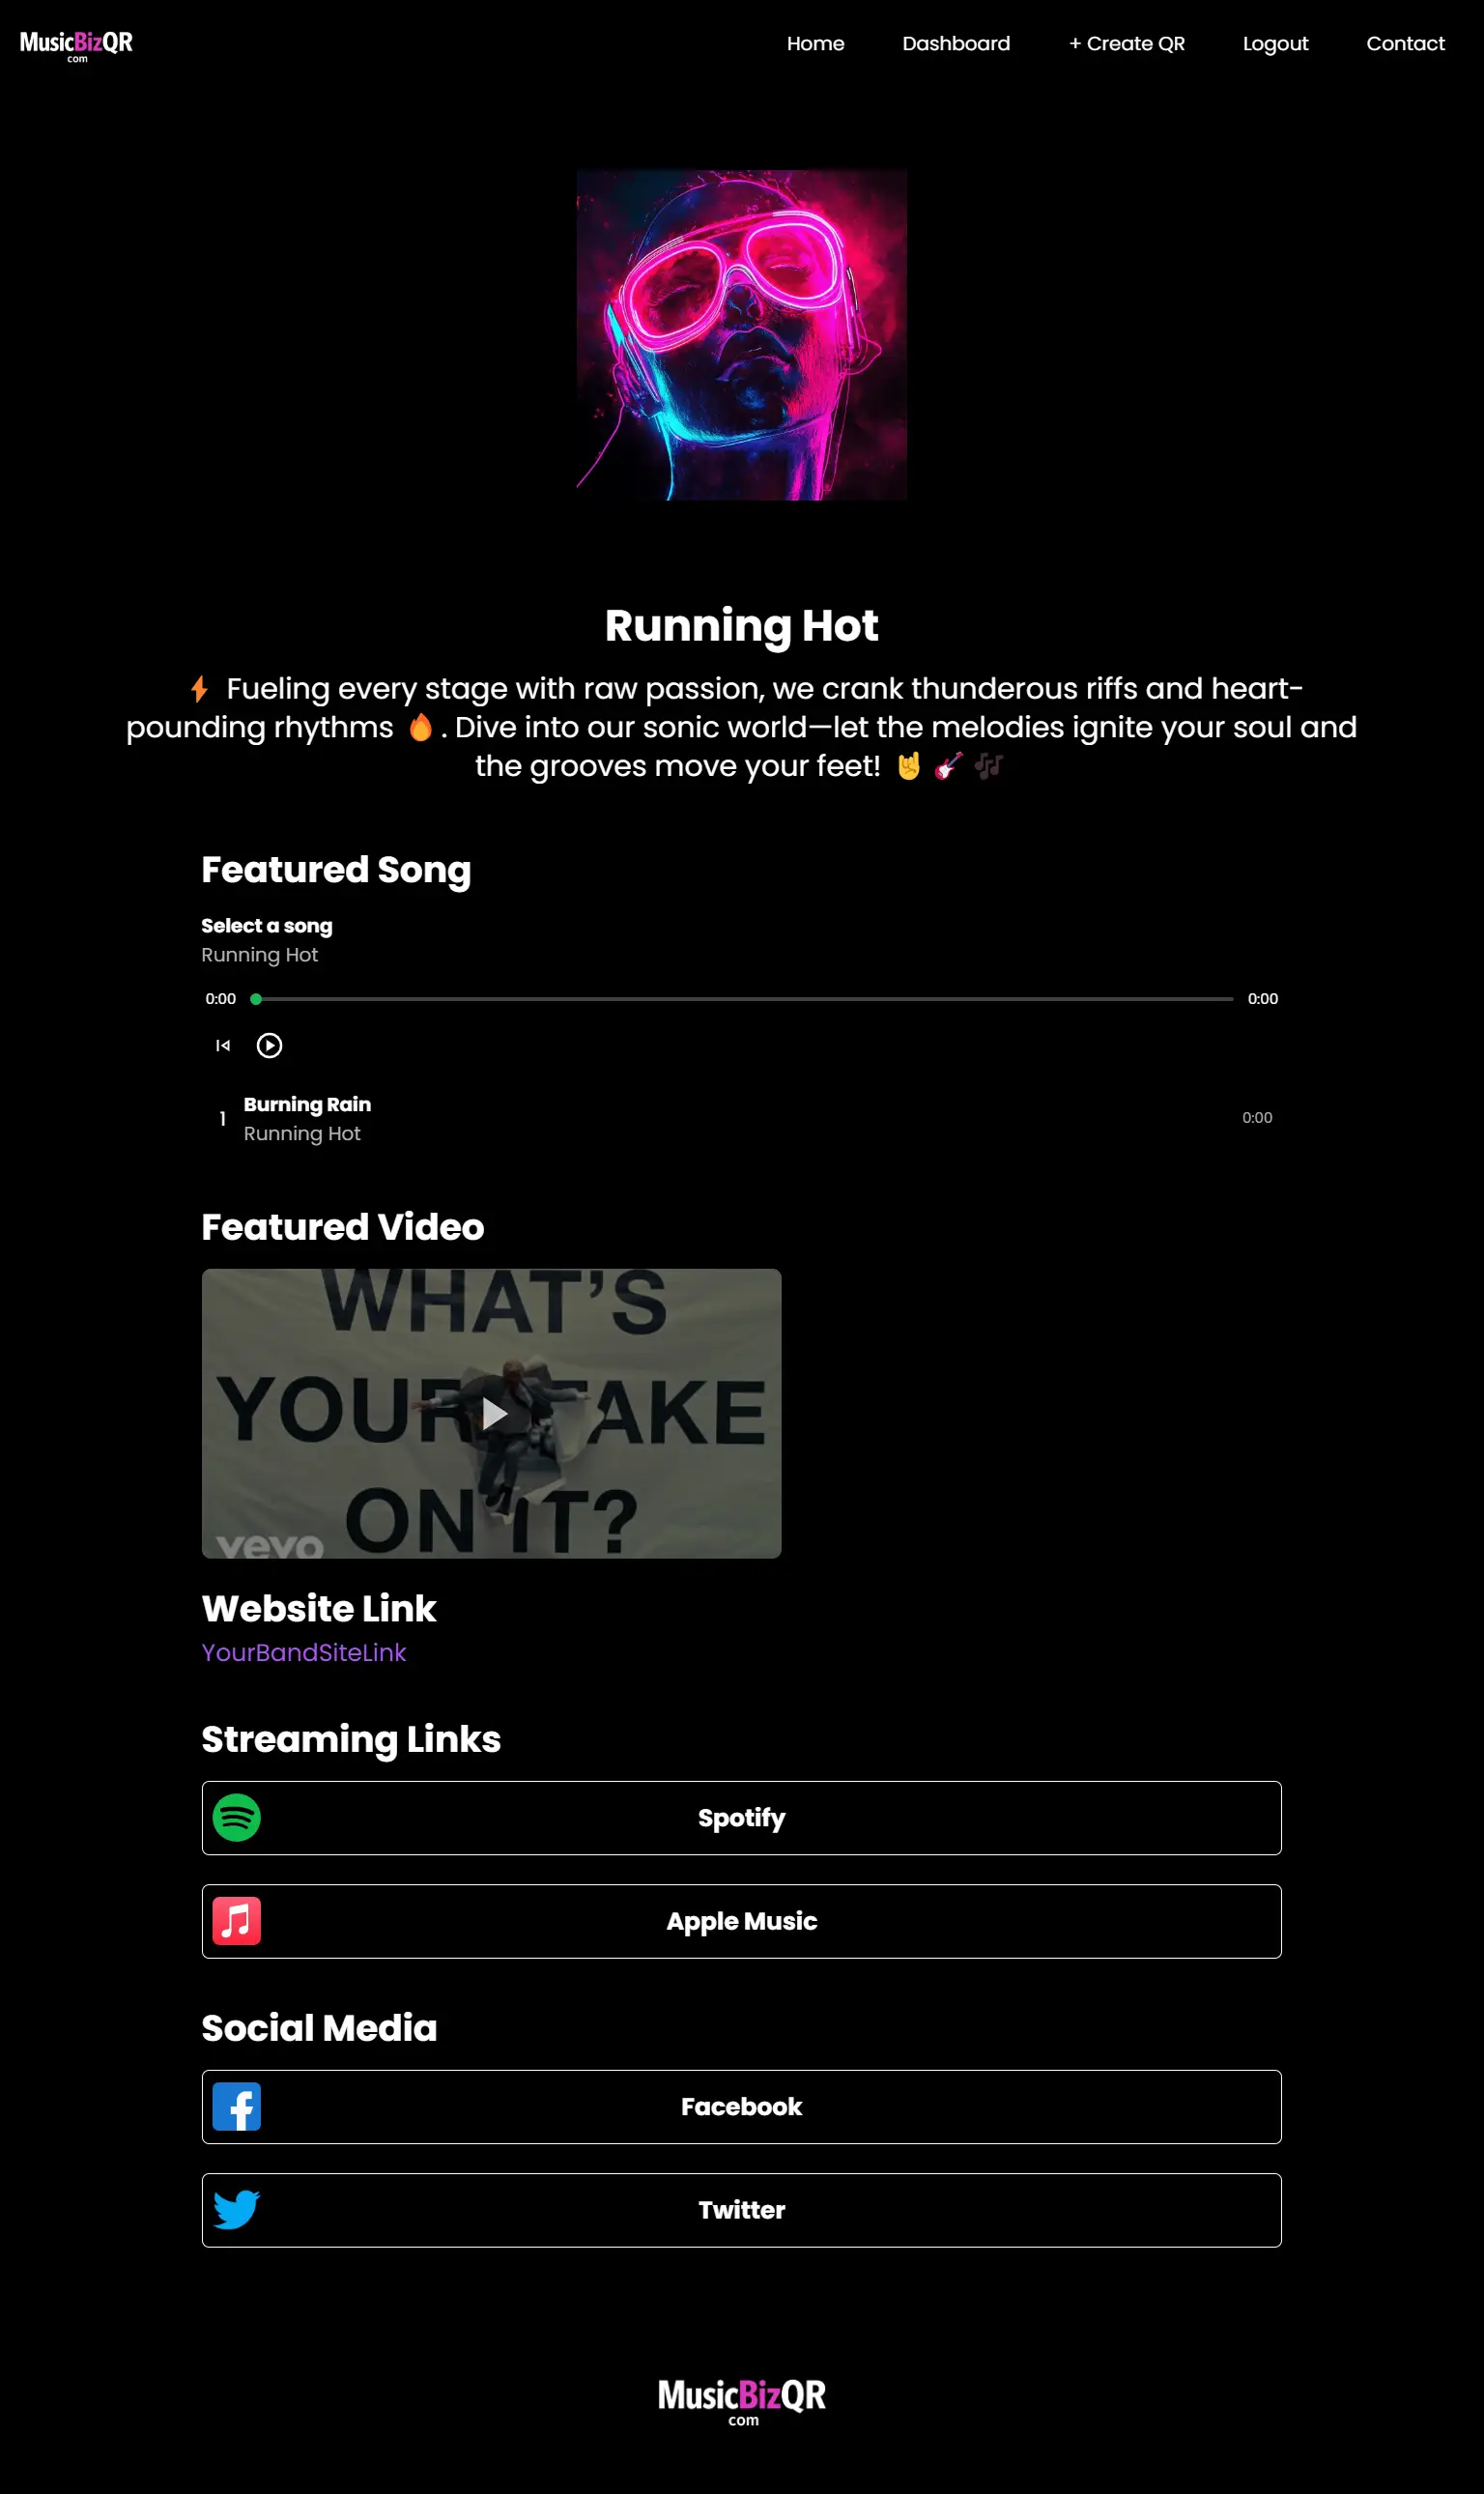 MusicBizQR
com
Home
Dashboard
+ Create QR
Logout
Contact
Running Hot
⚡ Fueling every stage with raw passion, we crank thunderous riffs and heart-
pounding rhythms 🔥. Dive into our sonic world—let the melodies ignite your soul and
the grooves move your feet! 🤘 🎸 🎶
Featured Song
Select a song
Running Hot
0:00
0:00
1
Burning Rain
Running Hot
0:00
Featured Video
WHAT'S
YOUR TAKE
ON IT?
vevo
Website Link
YourBandSiteLink
Streaming Links
Spotify
Apple Music
Social Media
Facebook
Twitter
MusicBizQR
com